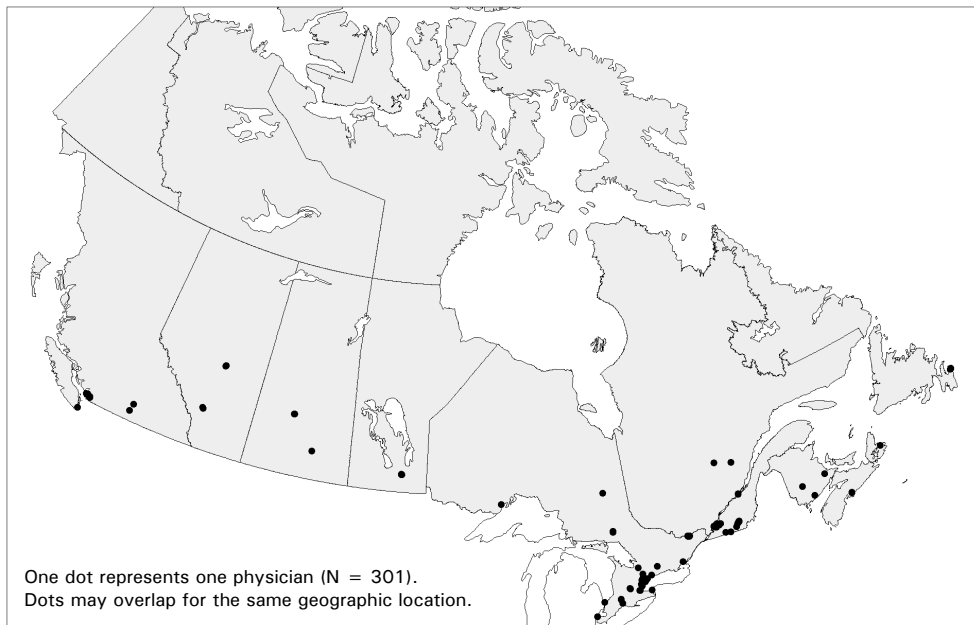 One dot represents one physician (N = 301).
Dots may overlap for the same geographic location.